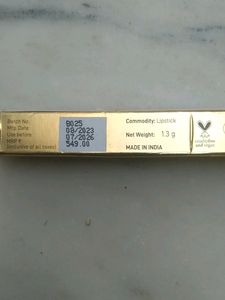 Batch No. B025
Mfg. Date 08/2023
Use before 07/2026
MRP ₹ 549.00
(Inclusive of all taxes)
Commodity: Lipstick
Net Weight: 1.3 g
MADE IN INDIA
cruelty-free
and vegan